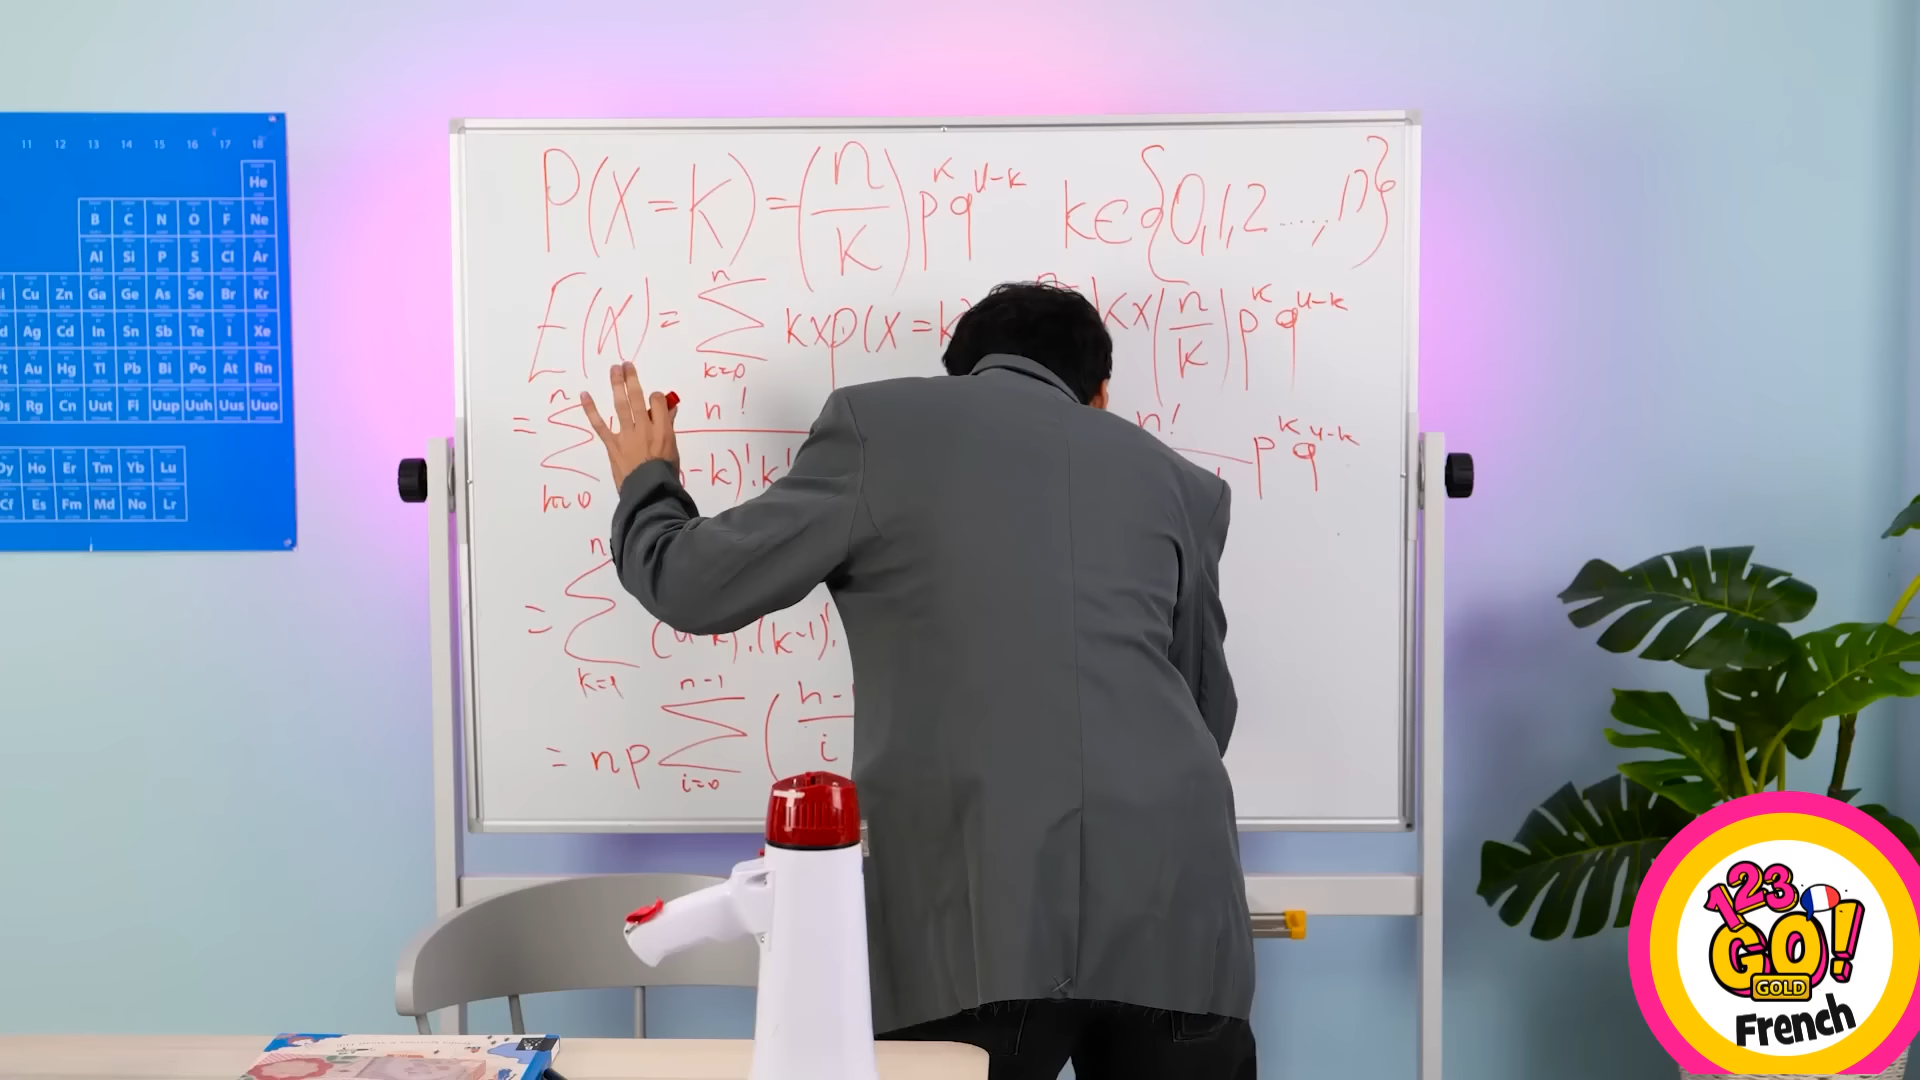 11 12 13 14 15 16 17 18
He
B C N O F Ne
Al Si P S Cl Ar
Cu Zn Ga Ge As Se Br Kr
Ag Cd In Sn Sb Te I Xe
Au Hg Tl Pb Bi Po At Rn
Rg Cn Uut Fl Uup Uuh Uus Uuo
Dy Ho Er Tm Yb Lu
Cf Es Fm Md No Lr
P(X=K)=(n/K) p^K q^n-K K∈{0,1,2...,n}
E(X)= n Σ k=0 Kxp(X=K Kx(n/K) p^K q^n-K
= n Σ k=0 n! -k)!.k! n! p^K q^n-K
= n Σ k=1 (n-k)!.(k-1)!
= np n-1 Σ i=0 (n- i
123 GO!
GOLD
French